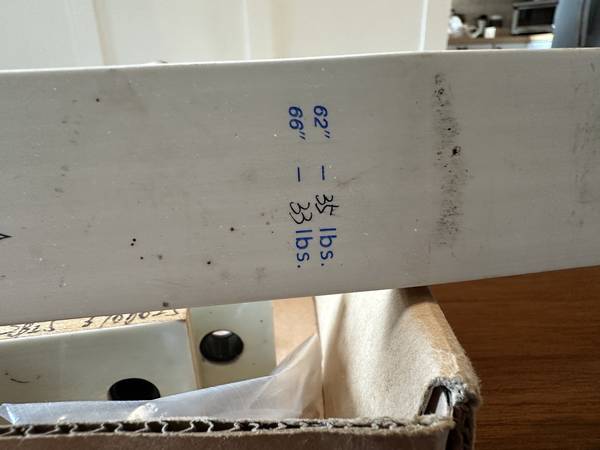 62" – 35 lbs.
66" – 33 lbs.